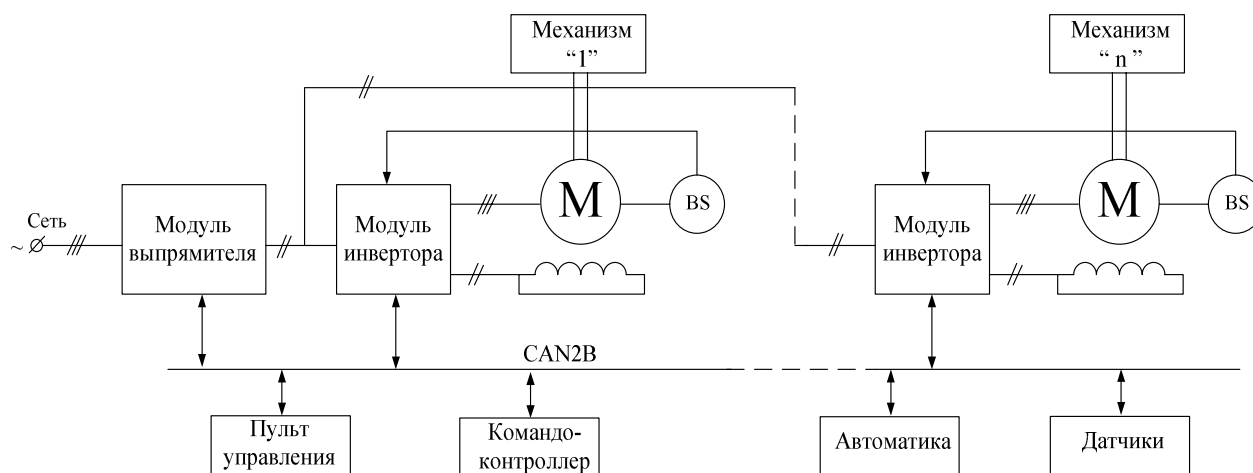 Механизм
“1”
Механизм
“ n ”
М
BS
М
BS
Сеть
~
Модуль
выпрямителя
Модуль
инвертора
Модуль
инвертора
CAN2B
Пульт
управления
Командо-
контроллер
Автоматика
Датчики